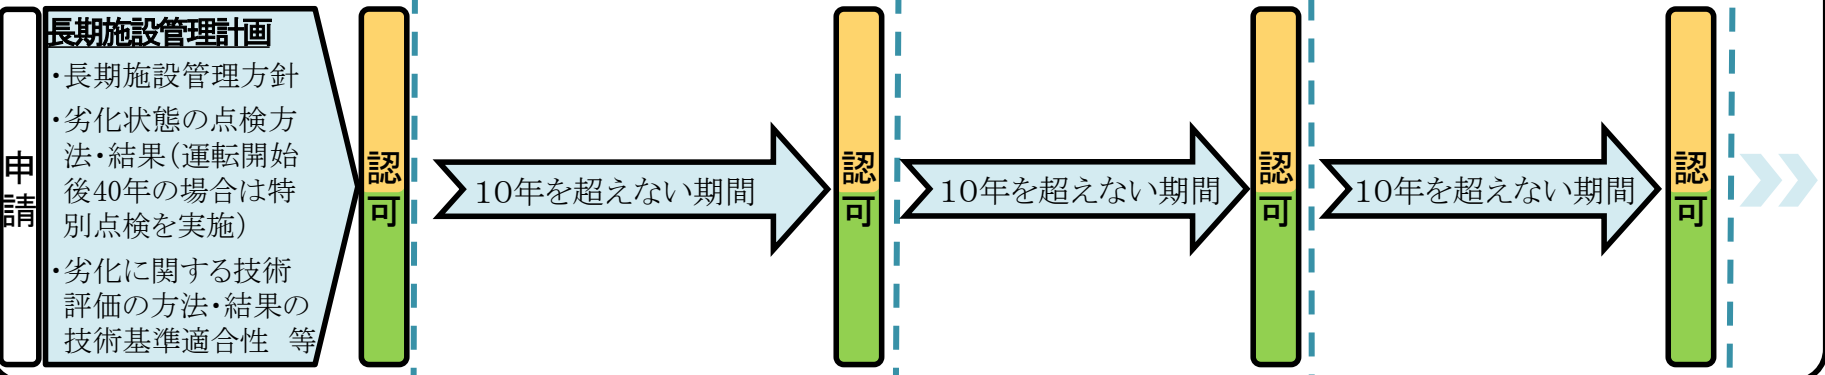 申請
長期施設管理計画
・長期施設管理方針
・劣化状態の点検方
法・結果（運転開始
後40年の場合は特
別点検を実施）
・劣化に関する技術
評価の方法・結果の
技術基準適合性　等
認可
10年を超えない期間
認可
10年を超えない期間
認可
10年を超えない期間
認可